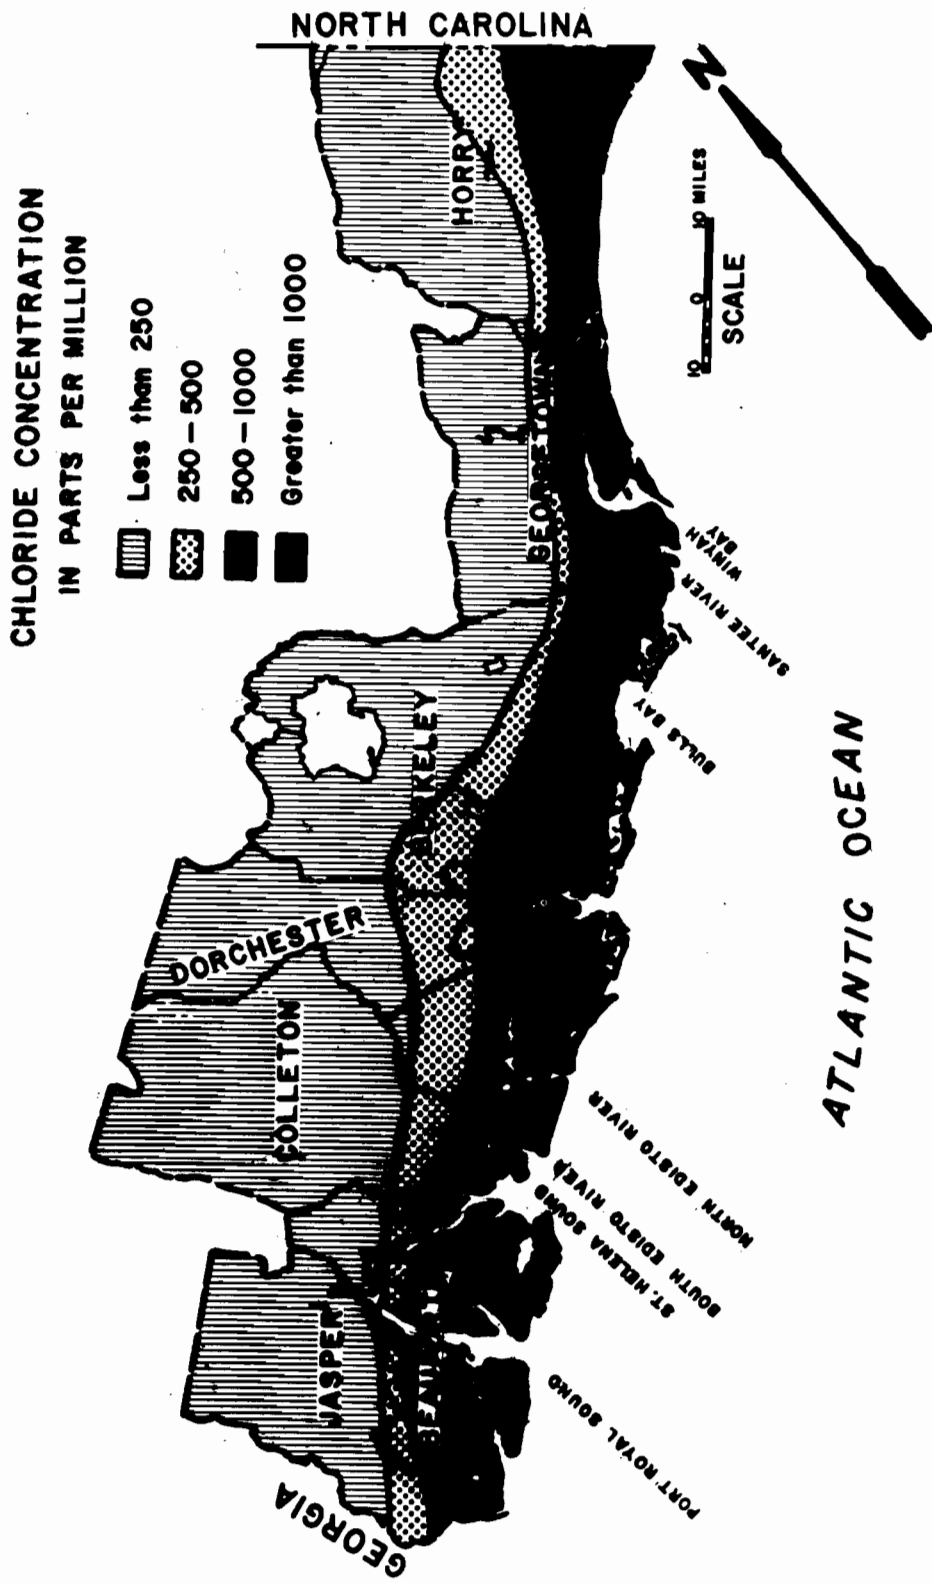 CHLORIDE CONCENTRATION
IN PARTS PER MILLION
Less than 250
250-500
500-1000
Greater than 1000
NORTH CAROLINA
HORRY
GEORGETOWN
BERKELEY
DORCHESTER
COLLETON
JASPER
GEORGIA
N
10 0 10 MILES
SCALE
WINYAH
BAY
SANTEE RIVER
BULLS BAY
NORTH EDISTO RIVER
SOUTH EDISTO RIVER
ST. HELENA SOUND
PORT ROYAL SOUND
ATLANTIC OCEAN